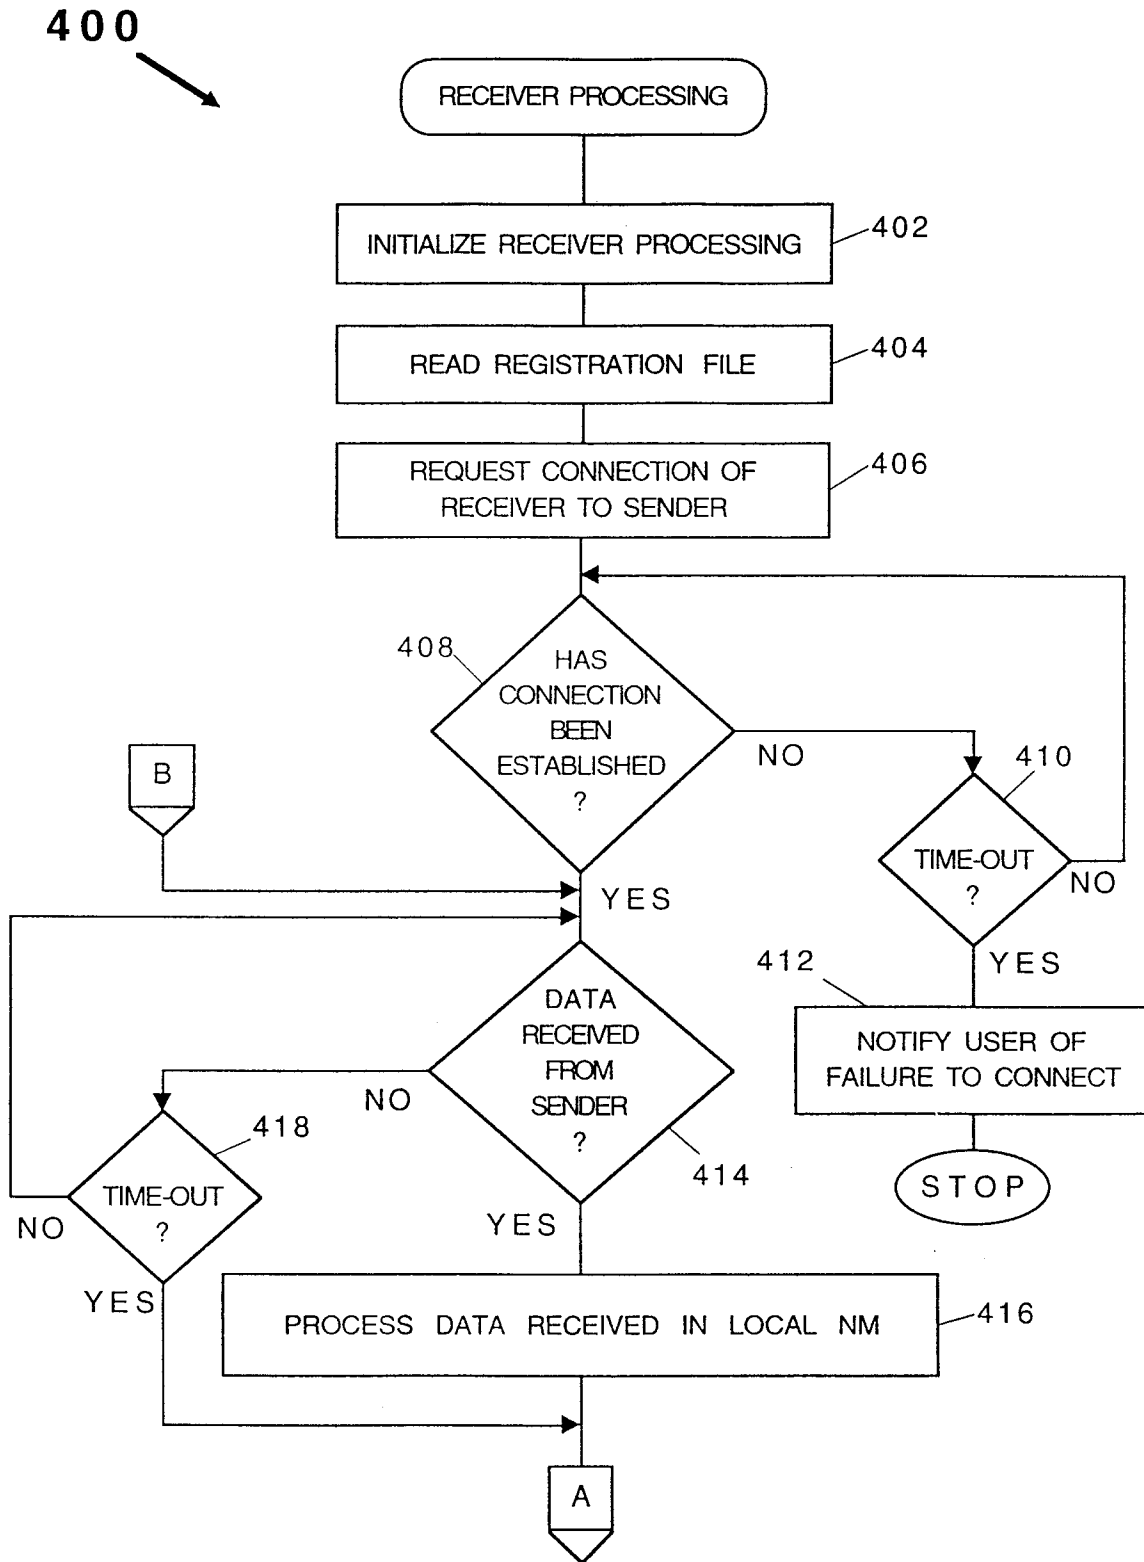 400
RECEIVER PROCESSING
INITIALIZE RECEIVER PROCESSING
402
READ REGISTRATION FILE
404
REQUEST CONNECTION OF
RECEIVER TO SENDER
406
408
HAS
CONNECTION
BEEN
ESTABLISHED
?
NO
410
TIME-OUT
?
NO
YES
B
YES
412
NOTIFY USER OF
FAILURE TO CONNECT
STOP
DATA
RECEIVED
FROM
SENDER
?
414
NO
418
TIME-OUT
?
NO
YES
YES
PROCESS DATA RECEIVED IN LOCAL NM
416
A